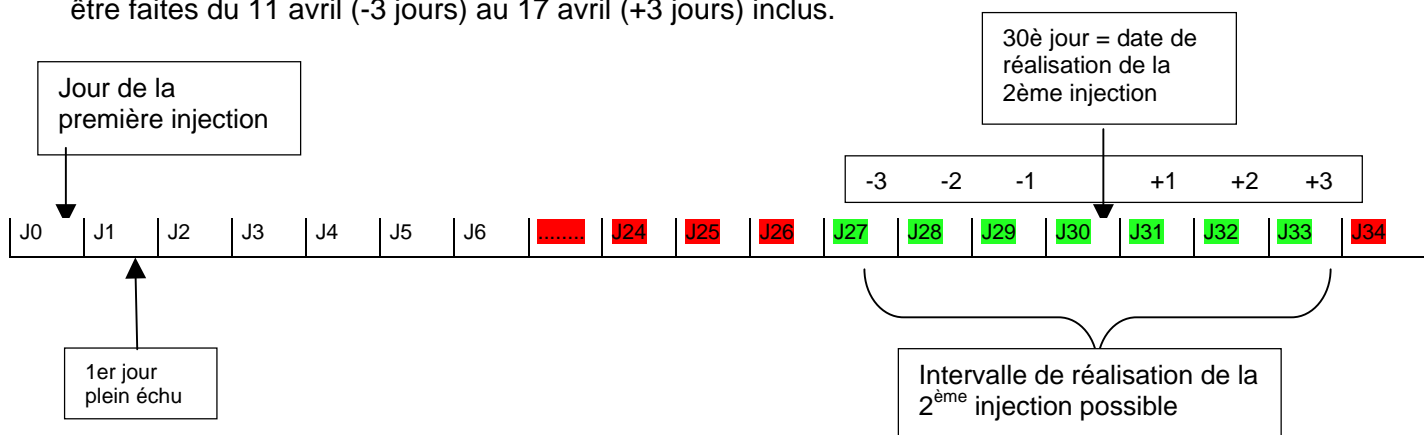 être faites du 11 avril (-3 jours) au 17 avril (+3 jours) inclus.
30è jour = date de
réalisation de la
2ème injection
Jour de la
première injection
-3 -2 -1 +1 +2 +3
J0 J1 J2 J3 J4 J5 J6 ........ J24 J25 J26 J27 J28 J29 J30 J31 J32 J33 J34
1er jour
plein échu
Intervalle de réalisation de la
2ème injection possible